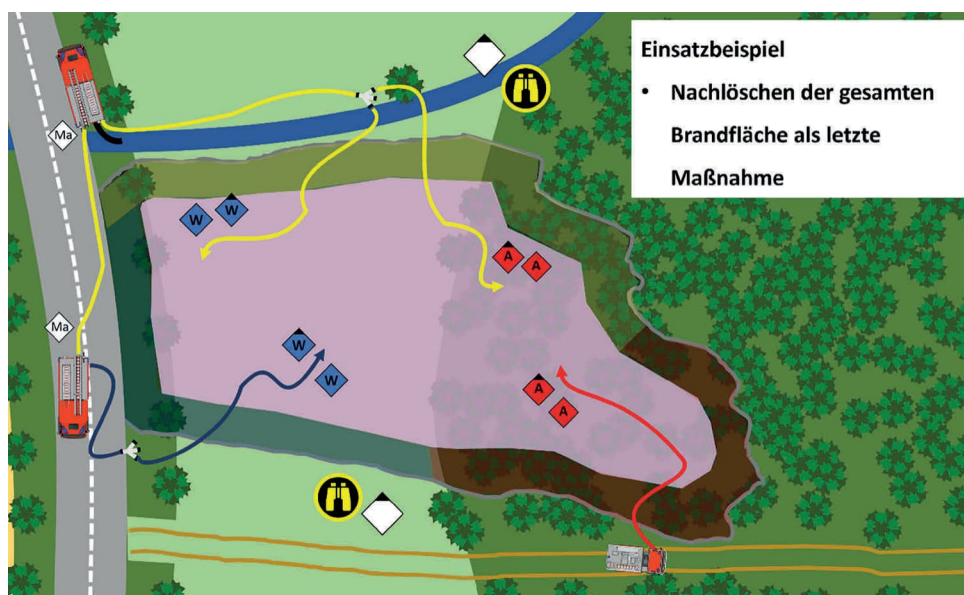 Einsatzbeispiel
• Nachlöschen der gesamten
Brandfläche als letzte
Maßnahme
Ma
W
W
A
A
Ma
W
W
A
A